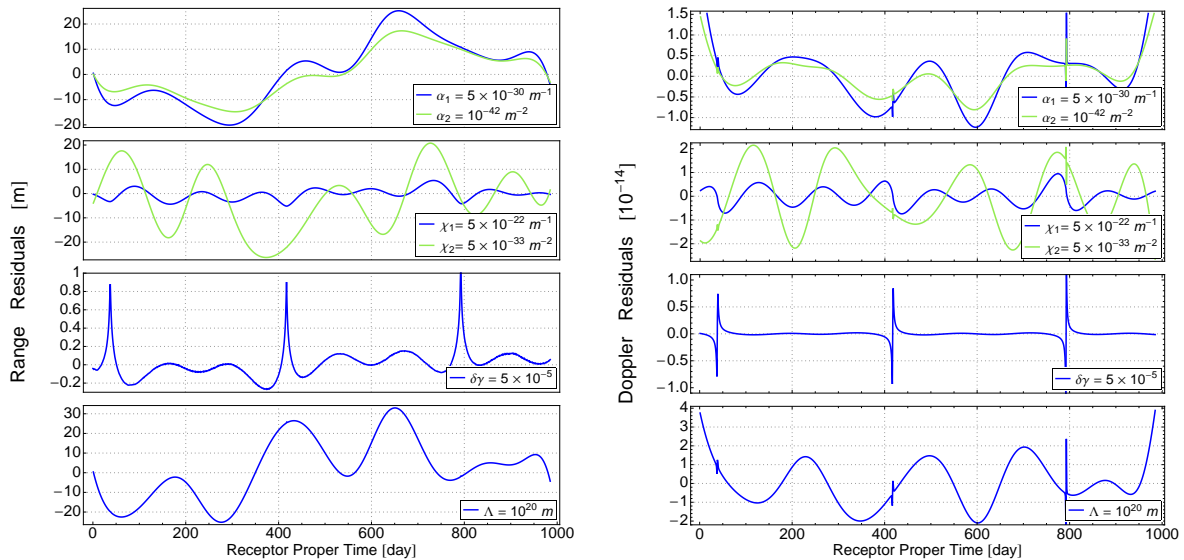 Range Residuals [m]
20
10
0
−10
−20
α₁ = 5 × 10⁻³⁰ m⁻¹
α₂ = 10⁻⁴² m⁻²
20
10
0
−10
−20
χ₁= 5 × 10⁻²² m⁻¹
χ₂= 5 × 10⁻³³ m⁻²
1
0.8
0.6
0.4
0.2
0
−0.2
δγ = 5 × 10⁻⁵
30
20
10
0
−10
−20
Λ = 10²⁰ m
0 200 400 600 800 1000
Receptor Proper Time [day]
Doppler Residuals [10⁻¹⁴]
1.5
1.0
0.5
0.0
−0.5
−1.0
α₁ = 5 × 10⁻³⁰ m⁻¹
α₂ = 10⁻⁴² m⁻²
2
1
0
−1
−2
χ₁= 5 × 10⁻²² m⁻¹
χ₂= 5 × 10⁻³³ m⁻²
1.0
0.5
0.0
−0.5
−1.0
δγ = 5 × 10⁻⁵
4
3
2
1
0
−1
−2
Λ = 10²⁰ m
0 200 400 600 800 1000
Receptor Proper Time [day]